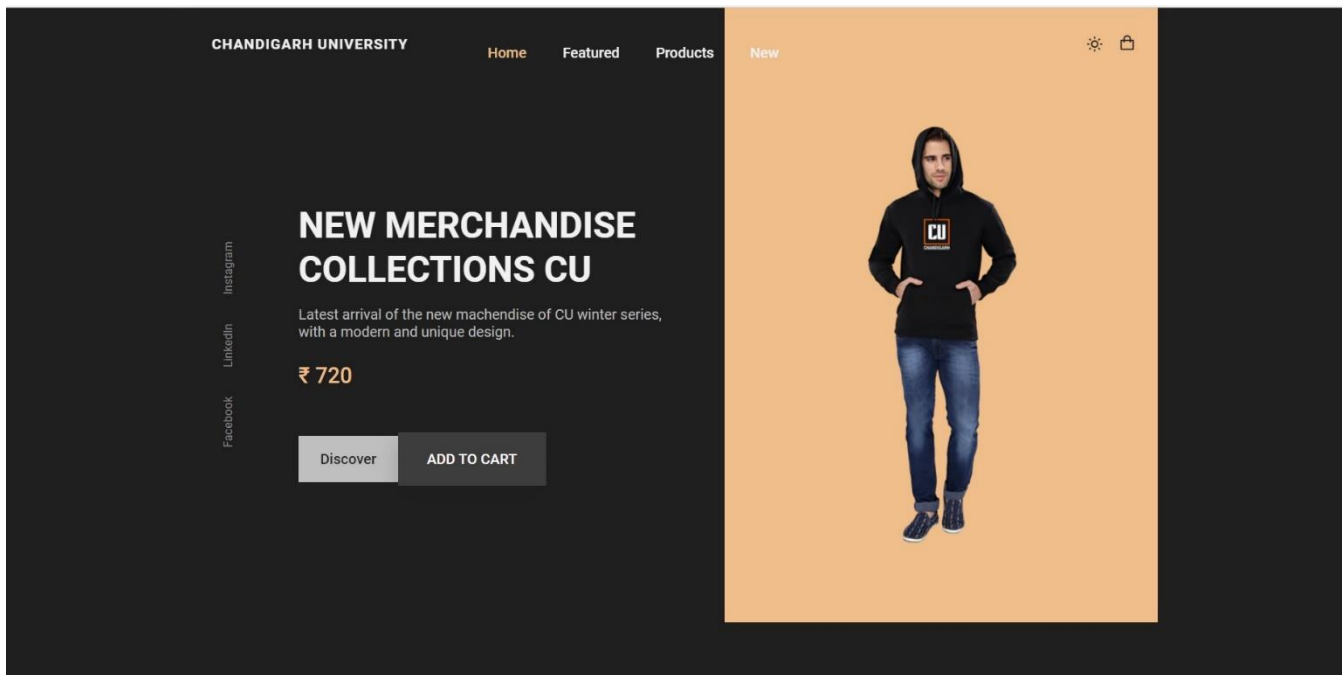 CHANDIGARH UNIVERSITY
Home Featured Products New
NEW MERCHANDISE
COLLECTIONS CU
Latest arrival of the new machendise of CU winter series,
with a modern and unique design.
₹ 720
Discover ADD TO CART
Instagram
LinkedIn
Facebook
CU
CHANDIGARH